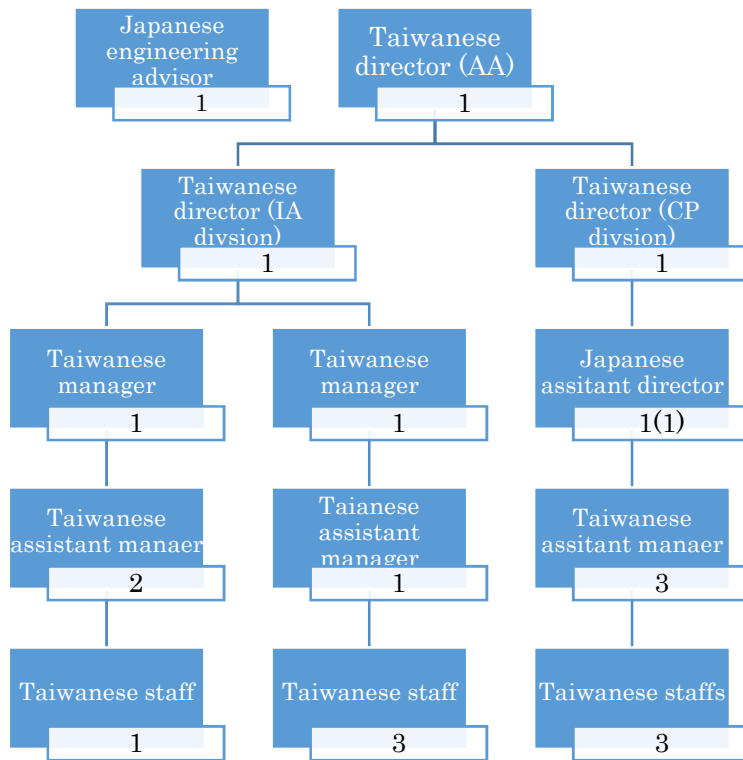 Japanese
engineering
advisor
1
Taiwanese
director (AA)
1
Taiwanese
director (IA
divsion)
1
Taiwanese
director (CP
divsion)
1
Taiwanese
manager
1
Taiwanese
manager
1
Japanese
assitant director
1(1)
Taiwanese
assistant manaer
2
Taianese
assistant
manager
1
Taiwanese
assitant manaer
3
Taiwanese staff
1
Taiwanese staff
3
Taiwanese staffs
3